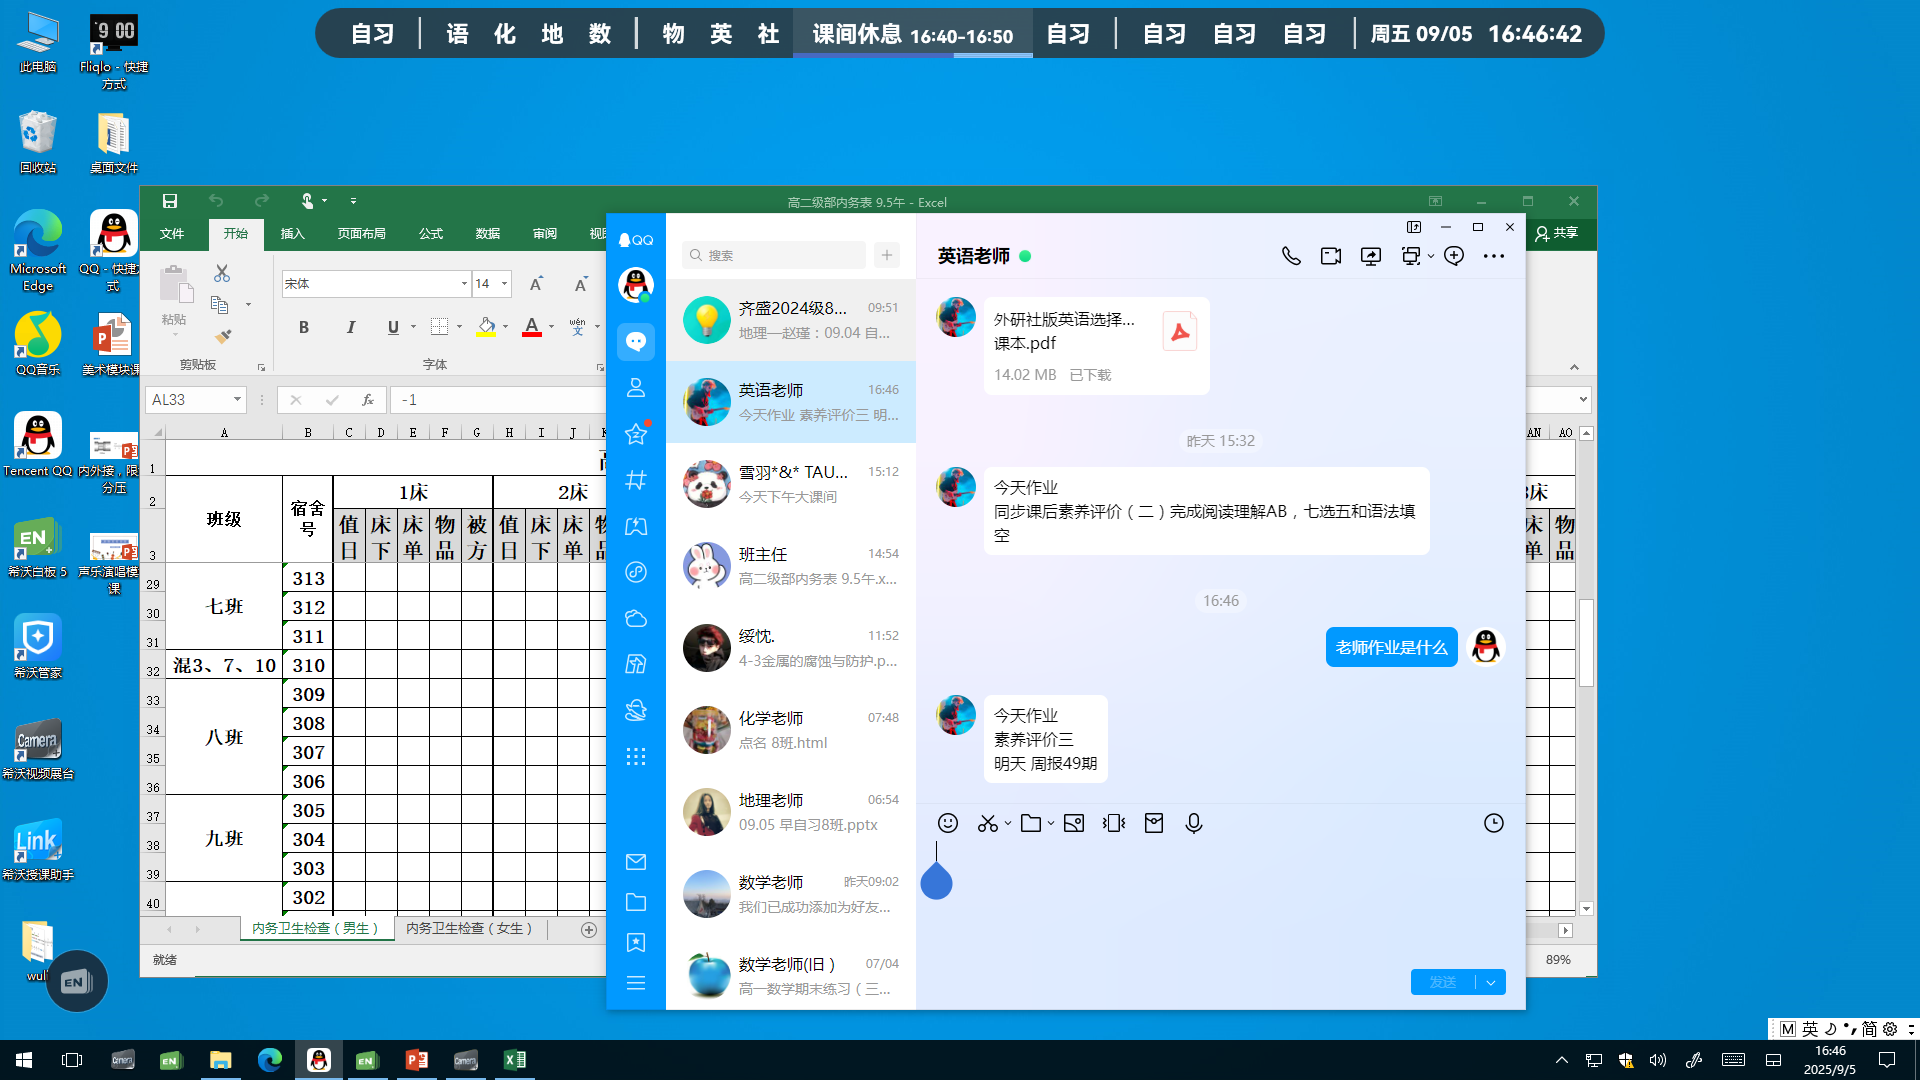 自习 | 语 化 地 数 | 物 英 社 课间休息 16:40-16:50 自习 | 自习 自习 自习 | 周五 09/05 16:46:42
此电脑
Fliqlo - 快捷方式
回收站
桌面文件
Microsoft Edge
QQ - 快捷方式
QQ音乐
美术模块课
Tencent QQ
内外接，限
分压
希沃白板 5
声乐演唱模
课
希沃管家
Camera
希沃视频展台
Link
希沃授课助手
wuli
EN
高二级部内务表 9.5午 - Excel
文件 开始 插入 页面布局 公式 数据 审阅 视图 共享
粘贴
剪贴板
宋体 14
B I U A wén 文
字体
AL33 fx -1
A B C D E F G H I J K AN AO
1
2 班级 宿舍号 1床 2床 床
3 值日 床下 床单 物品 被方 值日 床下 床单 物品 床单 物品
29 七班 313
30 312
31 311
32 混3、7、10 310
33 八班 309
34 308
35 307
36 306
37 九班 305
38 304
39 303
40 302
内务卫生检查（男生） 内务卫生检查（女生）
就绪 89%
QQ
搜索
齐盛2024级8... 09:51
地理—赵瑾：09.04 自...
英语老师 16:46
今天作业 素养评价三 明...
雪羽*&* TAU... 15:12
今天下午大课间
班主任 14:54
高二级部内务表 9.5午.x...
绥忱. 11:52
4-3金属的腐蚀与防护.p...
化学老师 07:48
点名 8班.html
地理老师 06:54
09.05 早自习8班.pptx
数学老师 昨天09:02
我们已成功添加为好友...
数学老师(旧） 07/04
高一数学期末练习（三...
英语老师
外研社版英语选择...
课本.pdf
14.02 MB 已下载
昨天 15:32
今天作业
同步课后素养评价（二）完成阅读理解AB，七选五和语法填
空
16:46
老师作业是什么
今天作业
素养评价三
明天 周报49期
发送
M 英 简
16:46
2025/9/5